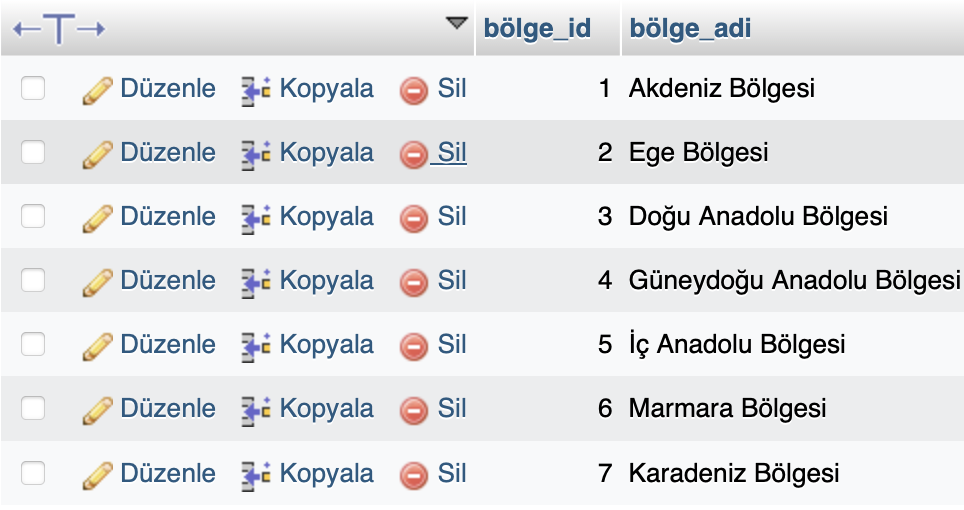 ←T→ bölge_id bölge_adi
Düzenle Kopyala Sil 1 Akdeniz Bölgesi
Düzenle Kopyala Sil 2 Ege Bölgesi
Düzenle Kopyala Sil 3 Doğu Anadolu Bölgesi
Düzenle Kopyala Sil 4 Güneydoğu Anadolu Bölgesi
Düzenle Kopyala Sil 5 İç Anadolu Bölgesi
Düzenle Kopyala Sil 6 Marmara Bölgesi
Düzenle Kopyala Sil 7 Karadeniz Bölgesi